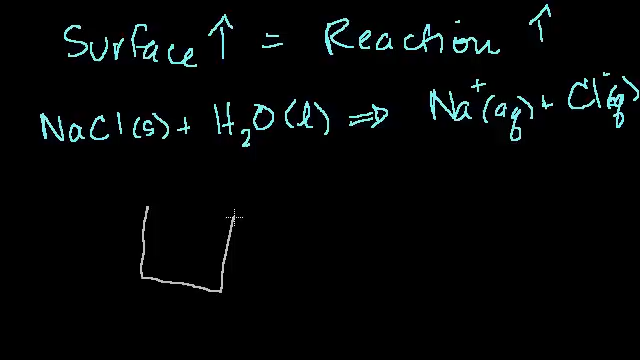 Surface ↑ = Reaction ↑
NaCl(s) + H₂O(l) ⇒ Na⁺(aq) + Cl⁻(aq)